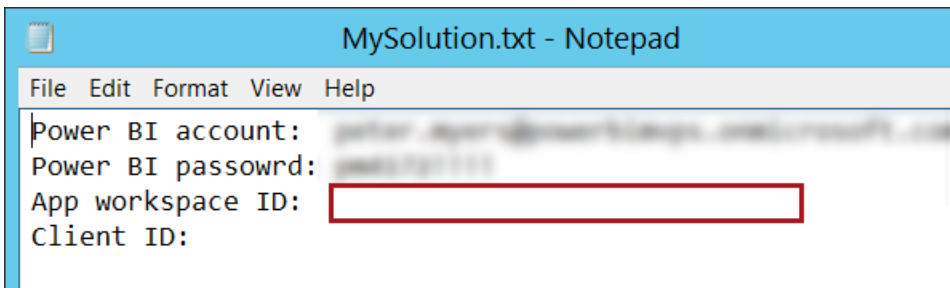 MySolution.txt - Notepad
File Edit Format View Help
Power BI account:
Power BI passowrd:
App workspace ID:
Client ID: